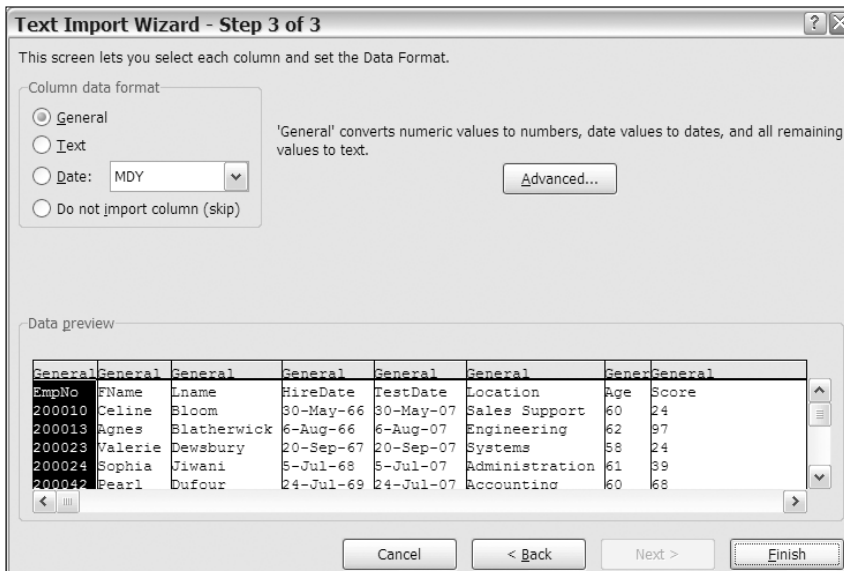 Text Import Wizard - Step 3 of 3
This screen lets you select each column and set the Data Format.
Column data format
General
Text
Date: MDY
Do not import column (skip)
'General' converts numeric values to numbers, date values to dates, and all remaining
values to text.
Advanced...
Data preview
General General General General General General Gener General
EmpNo FName Lname HireDate TestDate Location Age Score
200010 Celine Bloom 30-May-66 30-May-07 Sales Support 60 24
200013 Agnes Blatherwick 6-Aug-66 6-Aug-07 Engineering 62 97
200023 Valerie Dewsbury 20-Sep-67 20-Sep-07 Systems 58 24
200024 Sophia Jiwani 5-Jul-68 5-Jul-07 Administration 61 39
200042 Pearl Dufour 24-Jul-69 24-Jul-07 Accounting 60 68
Cancel < Back Next > Finish